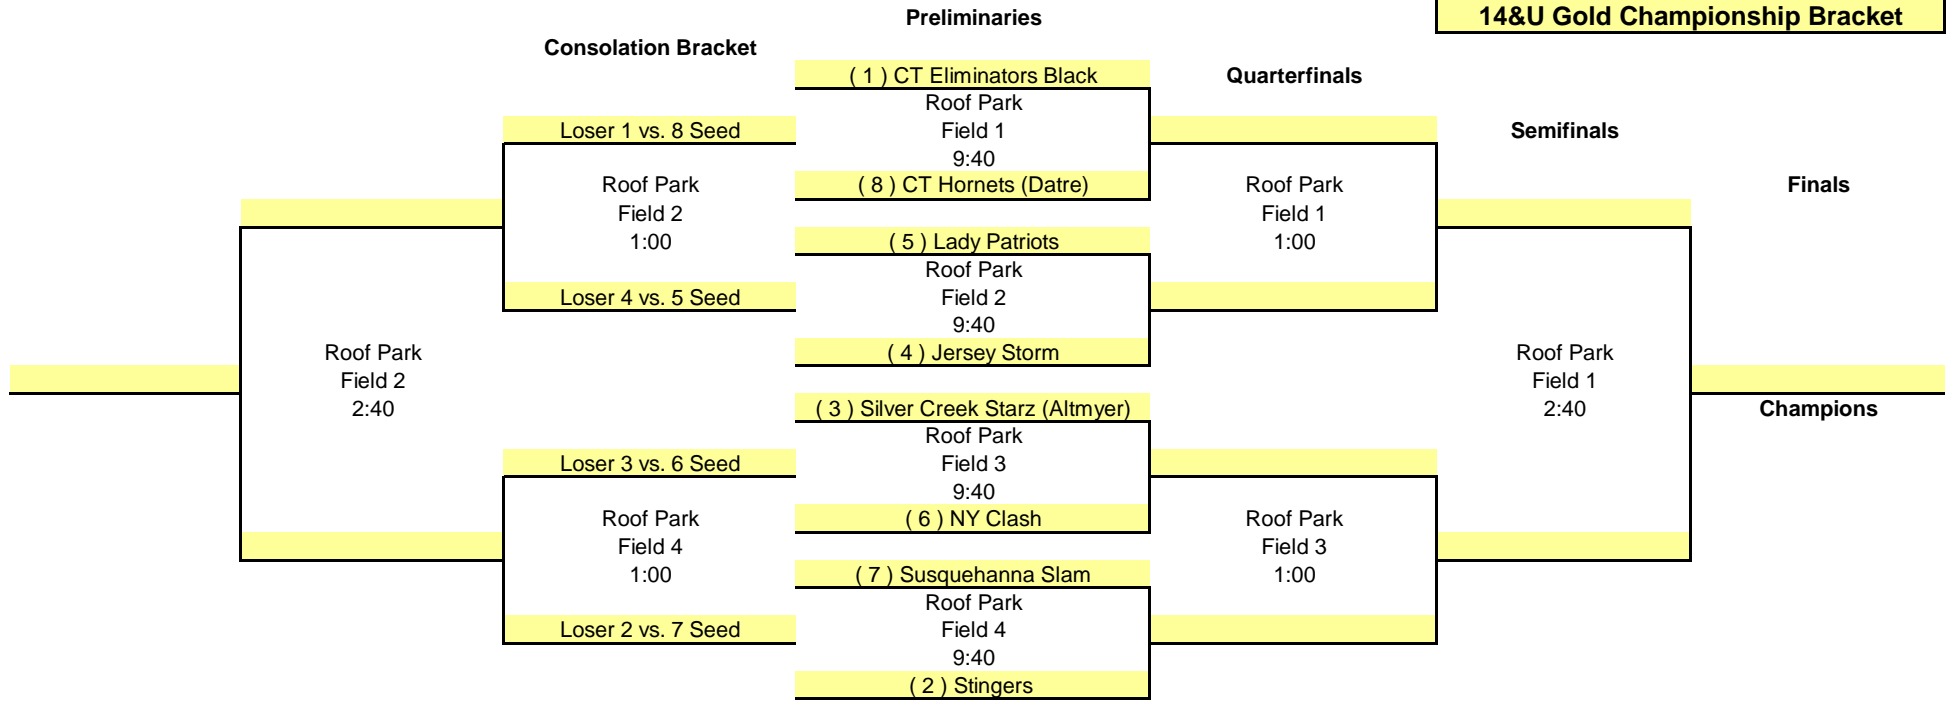 Preliminaries
14&U Gold Championship Bracket
Consolation Bracket
( 1 ) CT Eliminators Black
Quarterfinals
Roof Park
Loser 1 vs. 8 Seed
Field 1
Semifinals
9:40
Roof Park
( 8 ) CT Hornets (Datre)
Roof Park
Finals
Field 2
Field 1
1:00
( 5 ) Lady Patriots
1:00
Roof Park
Loser 4 vs. 5 Seed
Field 2
9:40
Roof Park
( 4 ) Jersey Storm
Roof Park
Field 2
Field 1
2:40
( 3 ) Silver Creek Starz (Altmyer)
2:40
Champions
Roof Park
Loser 3 vs. 6 Seed
Field 3
9:40
Roof Park
( 6 ) NY Clash
Roof Park
Field 4
Field 3
1:00
( 7 ) Susquehanna Slam
1:00
Roof Park
Loser 2 vs. 7 Seed
Field 4
9:40
( 2 ) Stingers